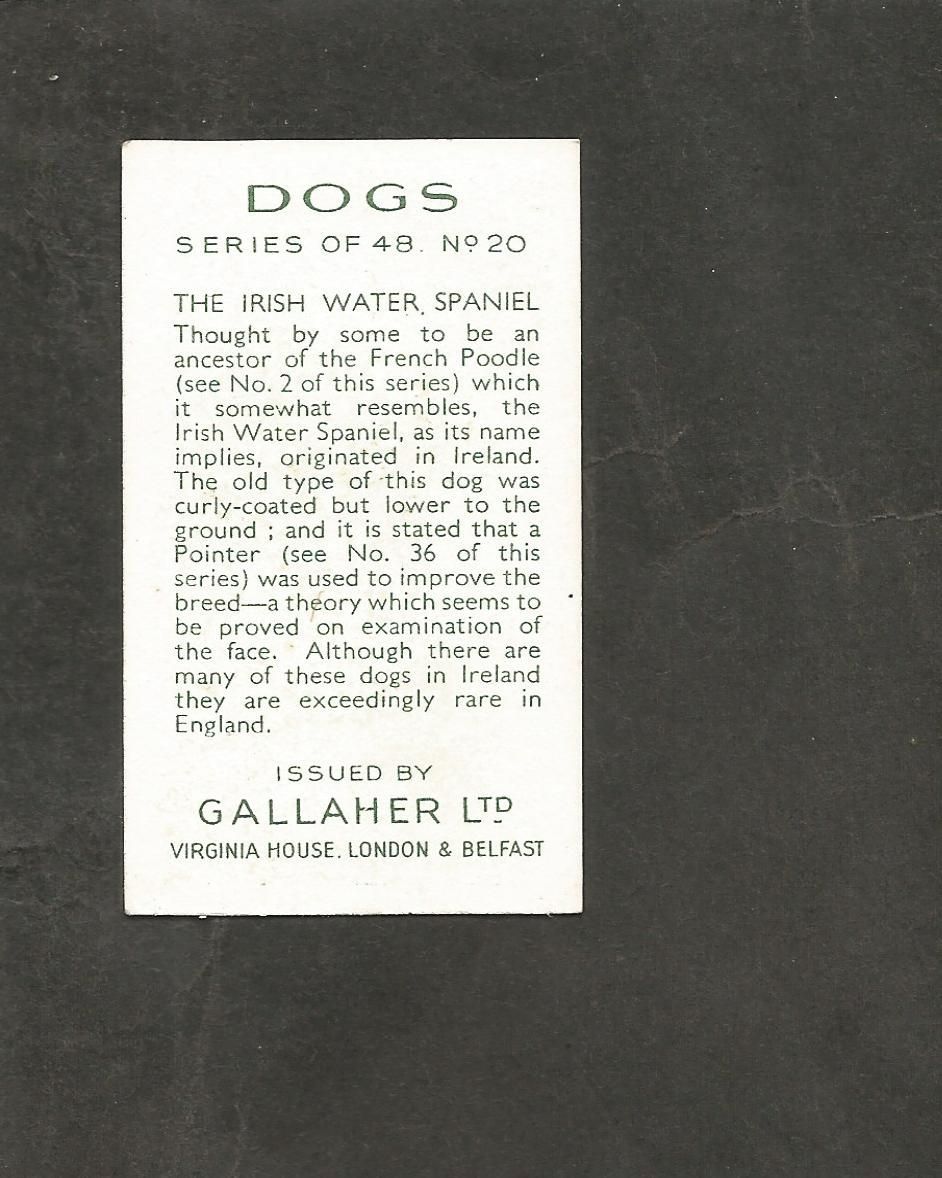 DOGS
SERIES OF 48. Nº 20
THE IRISH WATER SPANIEL
Thought by some to be an
ancestor of the French Poodle
(see No. 2 of this series) which
it somewhat resembles, the
Irish Water Spaniel, as its name
implies, originated in Ireland.
The old type of this dog was
curly-coated but lower to the
ground ; and it is stated that a
Pointer (see No. 36 of this
series) was used to improve the
breed—a theory which seems to
be proved on examination of
the face. Although there are
many of these dogs in Ireland
they are exceedingly rare in
England.
ISSUED BY
GALLAHER LTD
VIRGINIA HOUSE. LONDON & BELFAST